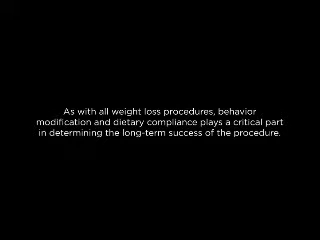 As with all weight loss procedures, behavior
modification and dietary compliance plays a critical part
in determining the long-term success of the procedure.